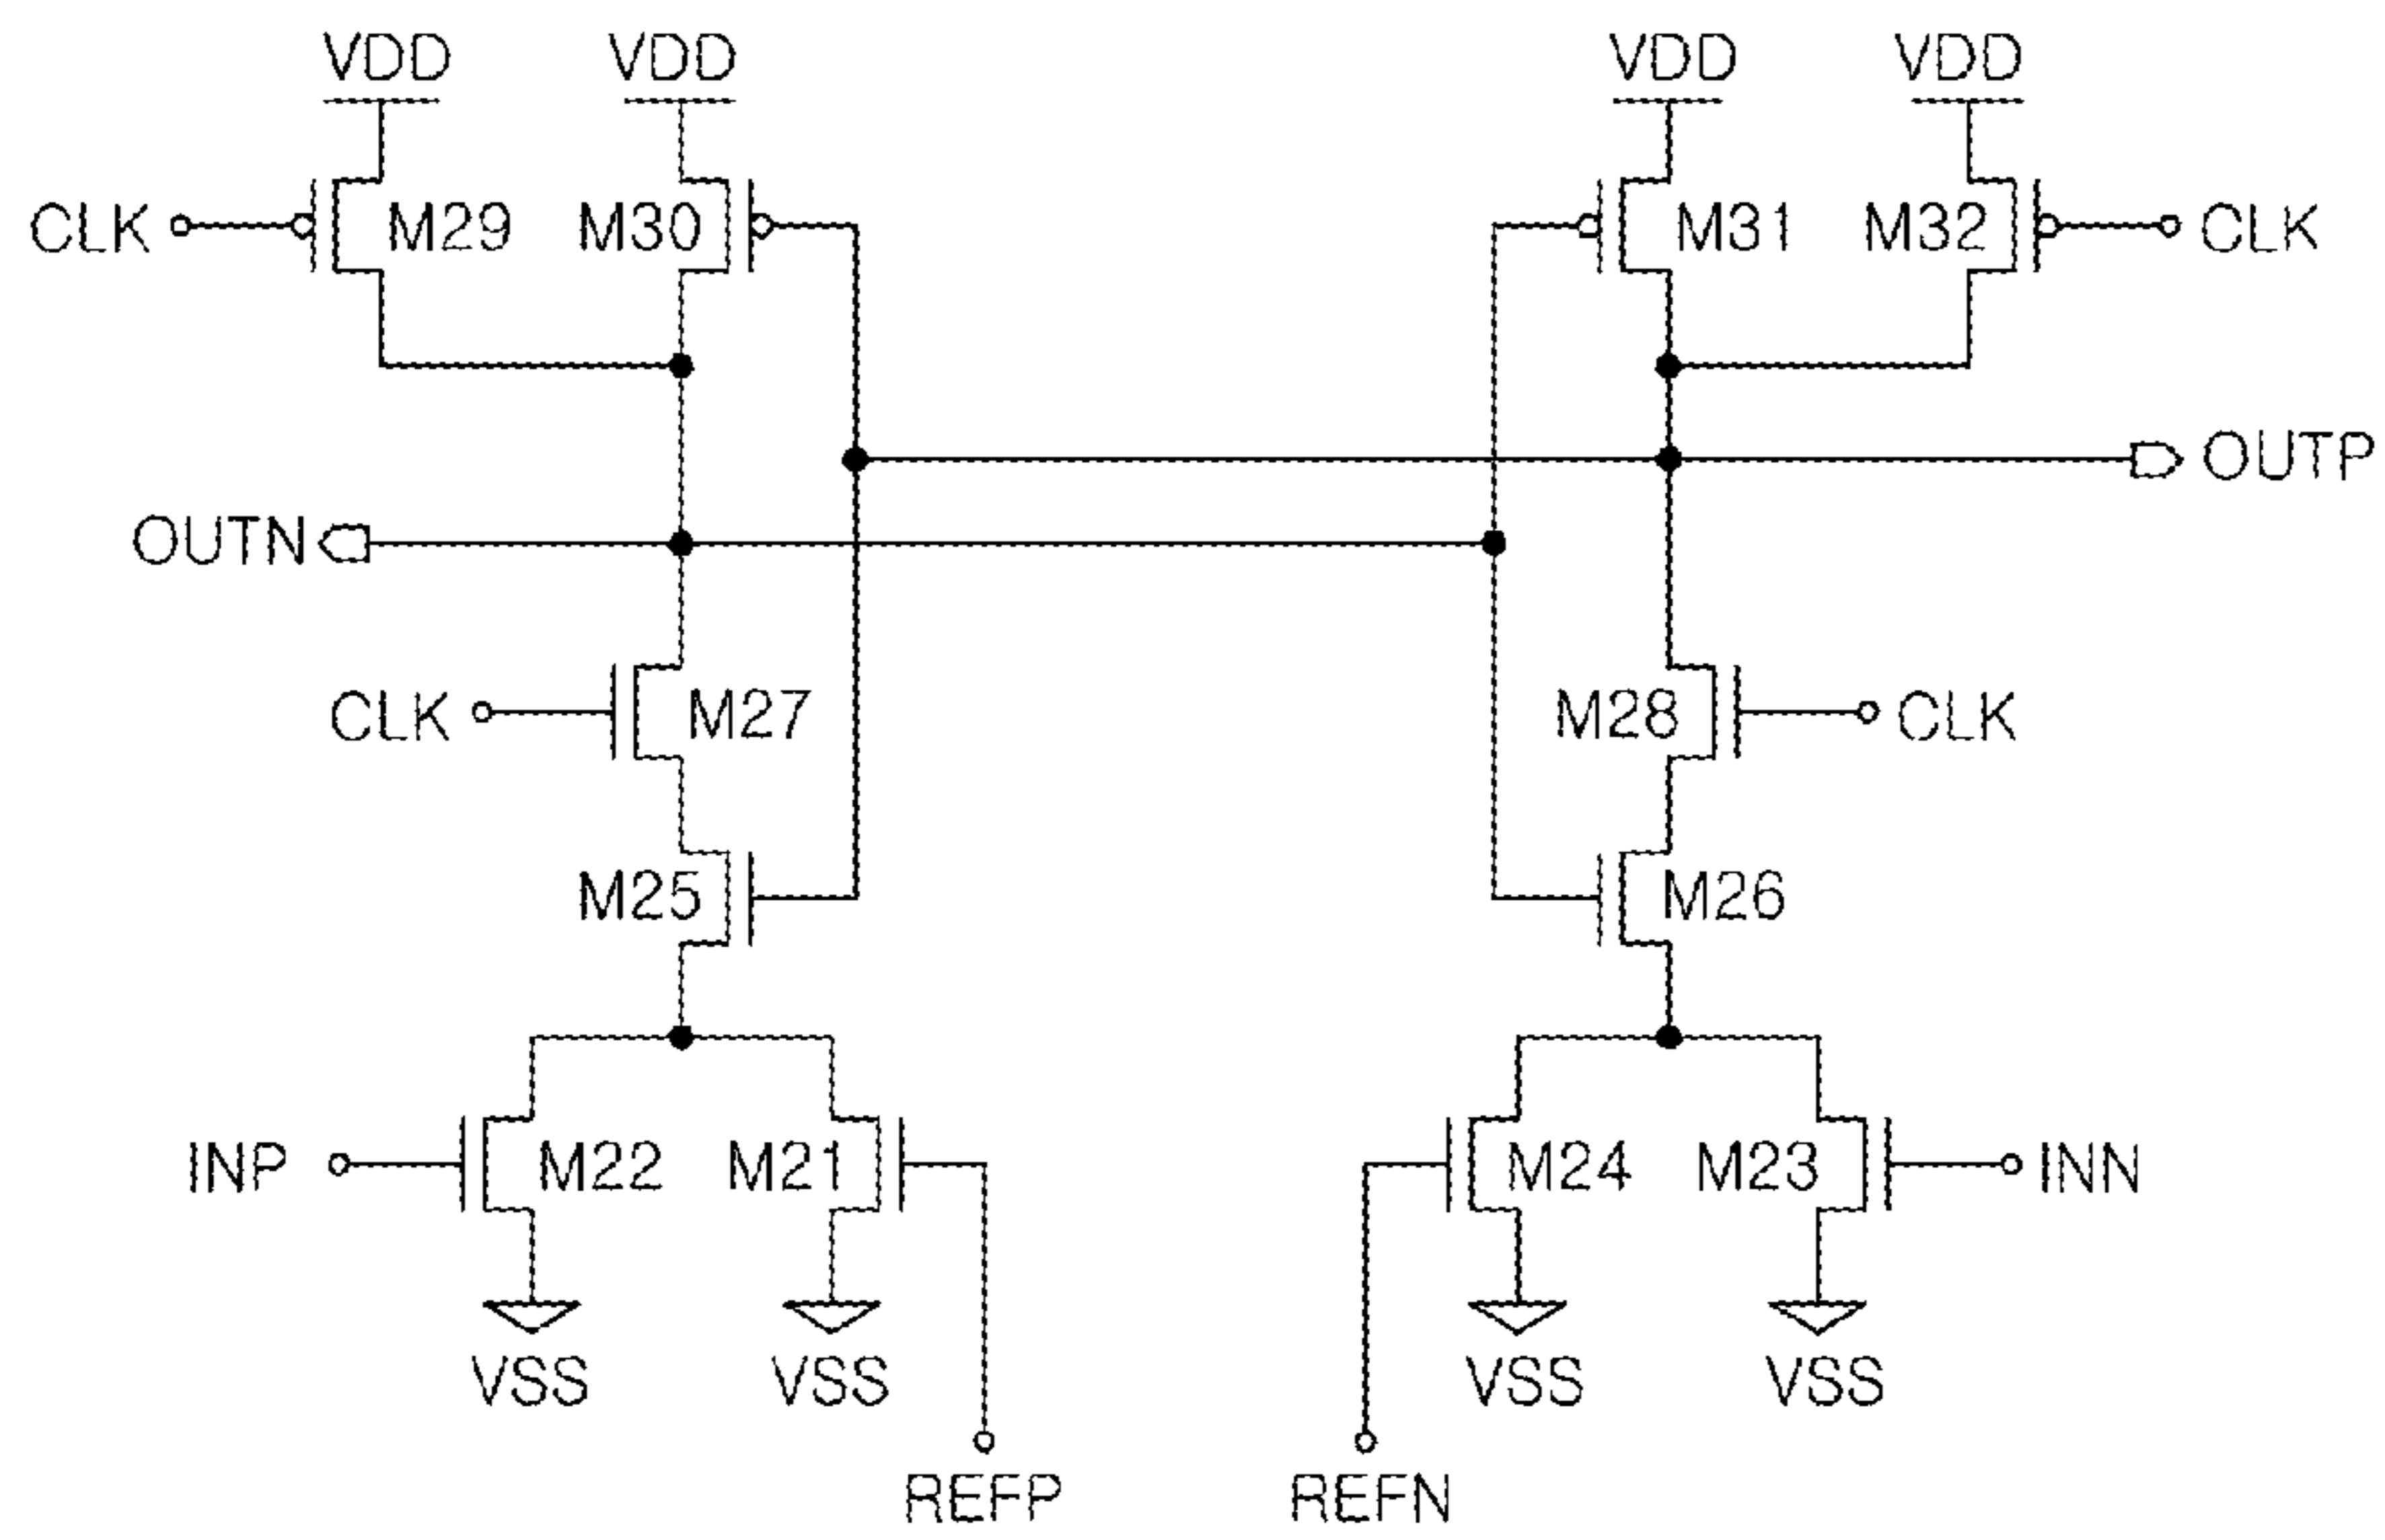 VDD VDD VDD VDD
CLK M29 M30 M31 M32 CLK
OUTP
OUTN
CLK M27 M28 CLK
M25 M26
INP M22 M21 M24 M23 INN
VSS VSS VSS VSS
REFP REFN